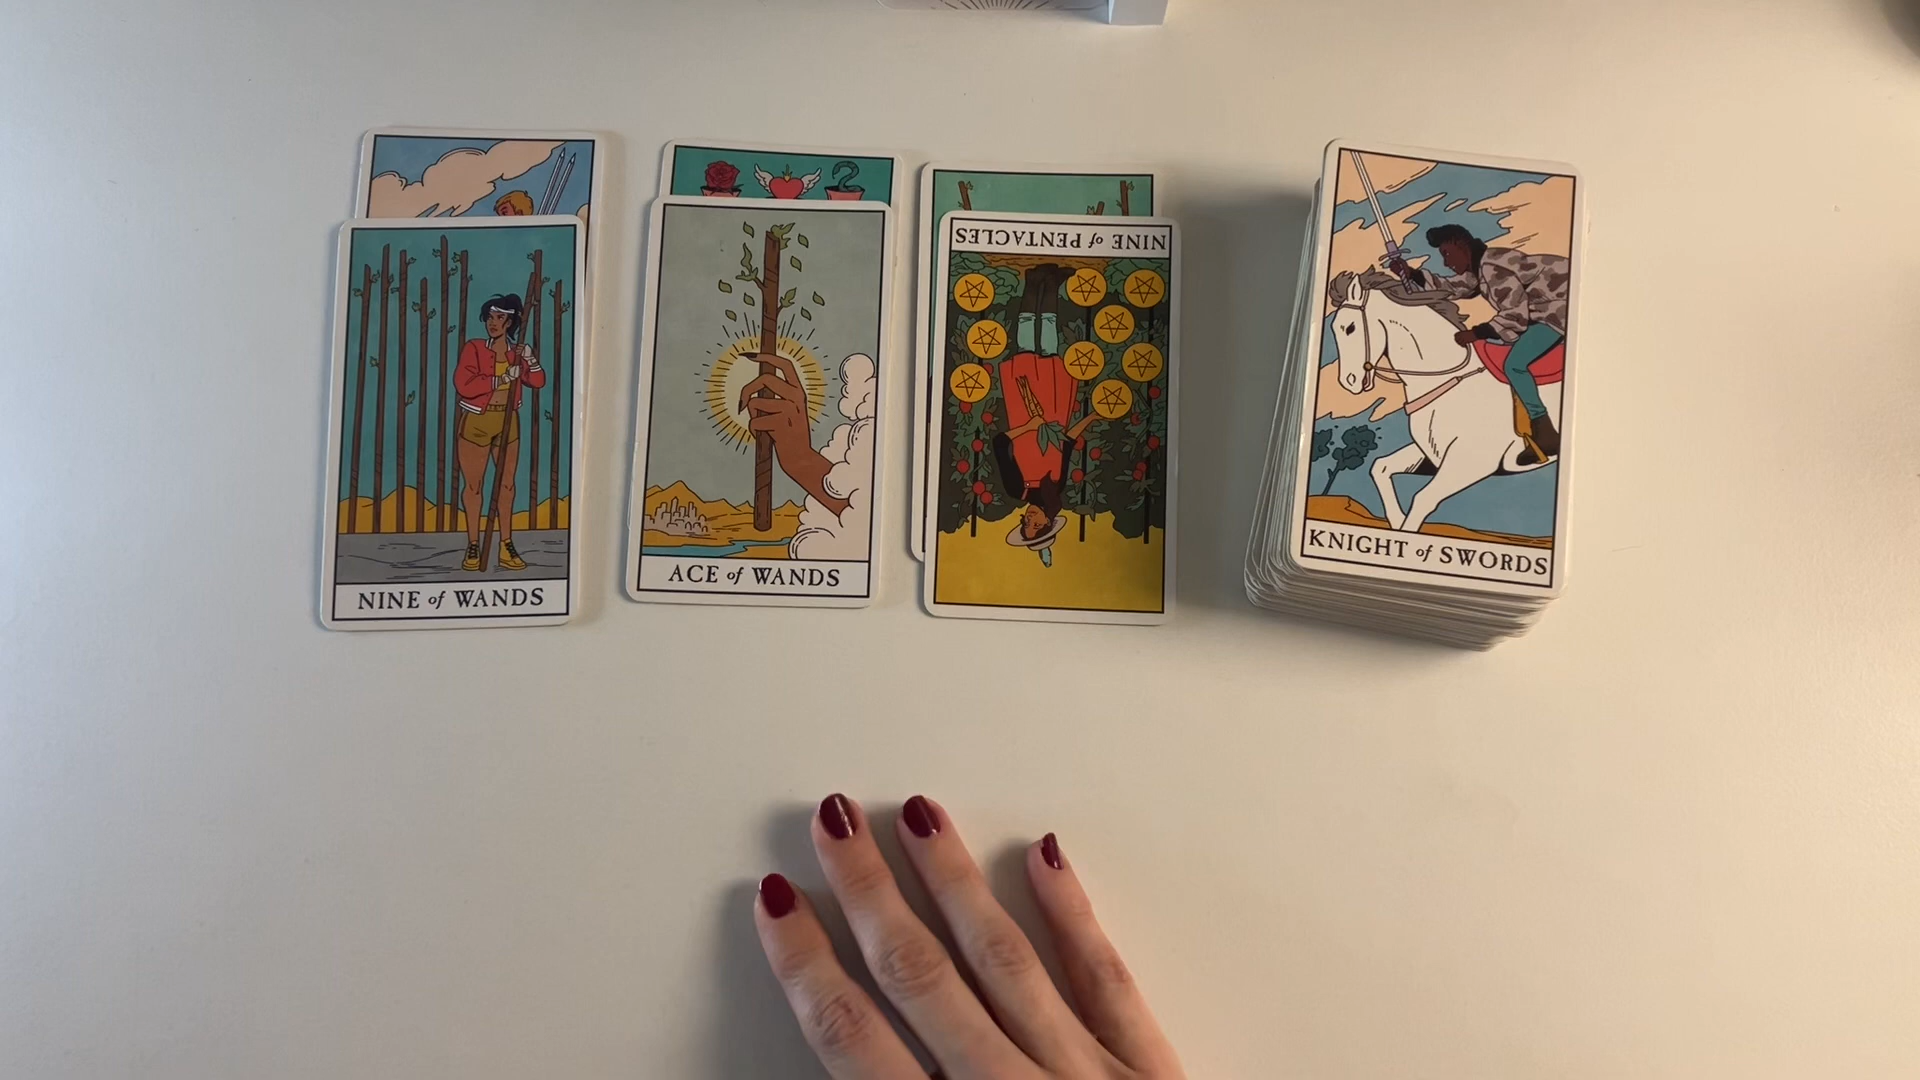 NINE of WANDS
ACE of WANDS
NINE of PENTACLES
KNIGHT of SWORDS